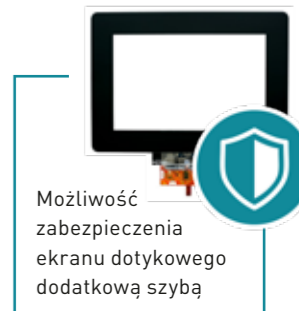 Możliwość
zabezpieczenia
ekranu dotykowego
dodatkową szybą